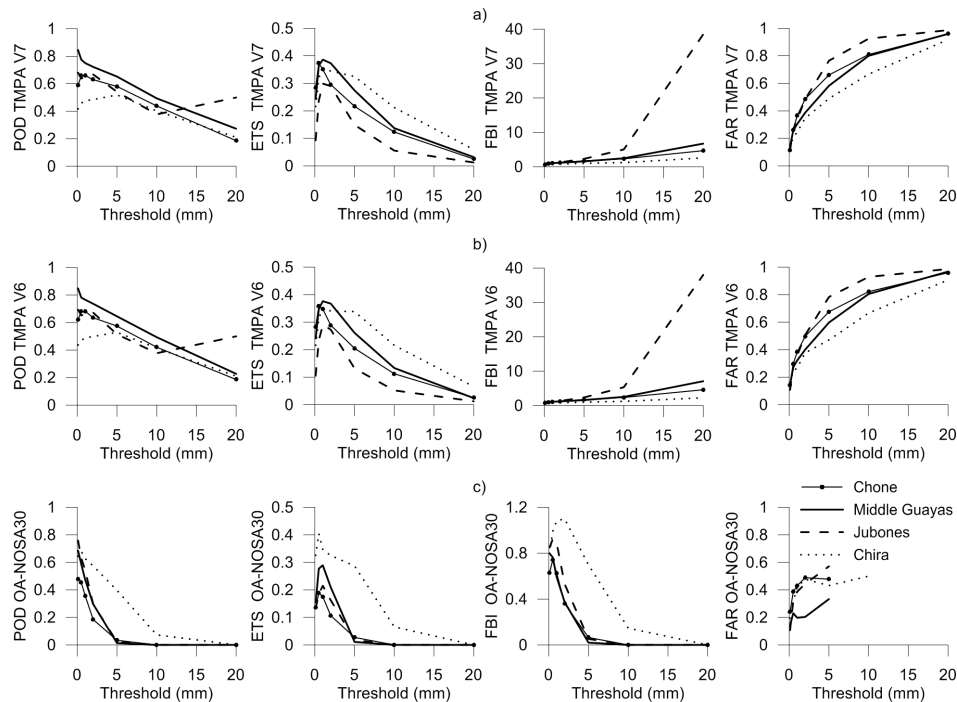 a)
POD TMPA V7
1
0.8
0.6
0.4
0.2
0
0 5 10 15 20
Threshold (mm)
ETS TMPA V7
0.5
0.4
0.3
0.2
0.1
0
0 5 10 15 20
Threshold (mm)
FBI TMPA V7
40
30
20
10
0
0 5 10 15 20
Threshold (mm)
FAR TMPA V7
1
0.8
0.6
0.4
0.2
0
0 5 10 15 20
Threshold (mm)
b)
POD TMPA V6
1
0.8
0.6
0.4
0.2
0
0 5 10 15 20
Threshold (mm)
ETS TMPA V6
0.5
0.4
0.3
0.2
0.1
0
0 5 10 15 20
Threshold (mm)
FBI TMPA V6
40
30
20
10
0
0 5 10 15 20
Threshold (mm)
FAR TMPA V6
1
0.8
0.6
0.4
0.2
0
0 5 10 15 20
Threshold (mm)
c)
POD OA-NOSA30
1
0.8
0.6
0.4
0.2
0
0 5 10 15 20
Threshold (mm)
ETS OA-NOSA30
0.5
0.4
0.3
0.2
0.1
0
0 5 10 15 20
Threshold (mm)
FBI OA-NOSA30
1.2
0.8
0.4
0
0 5 10 15 20
Threshold (mm)
FAR OA-NOSA30
1
0.8
0.6
0.4
0.2
0
0 5 10 15 20
Threshold (mm)
Chone
Middle Guayas
Jubones
Chira